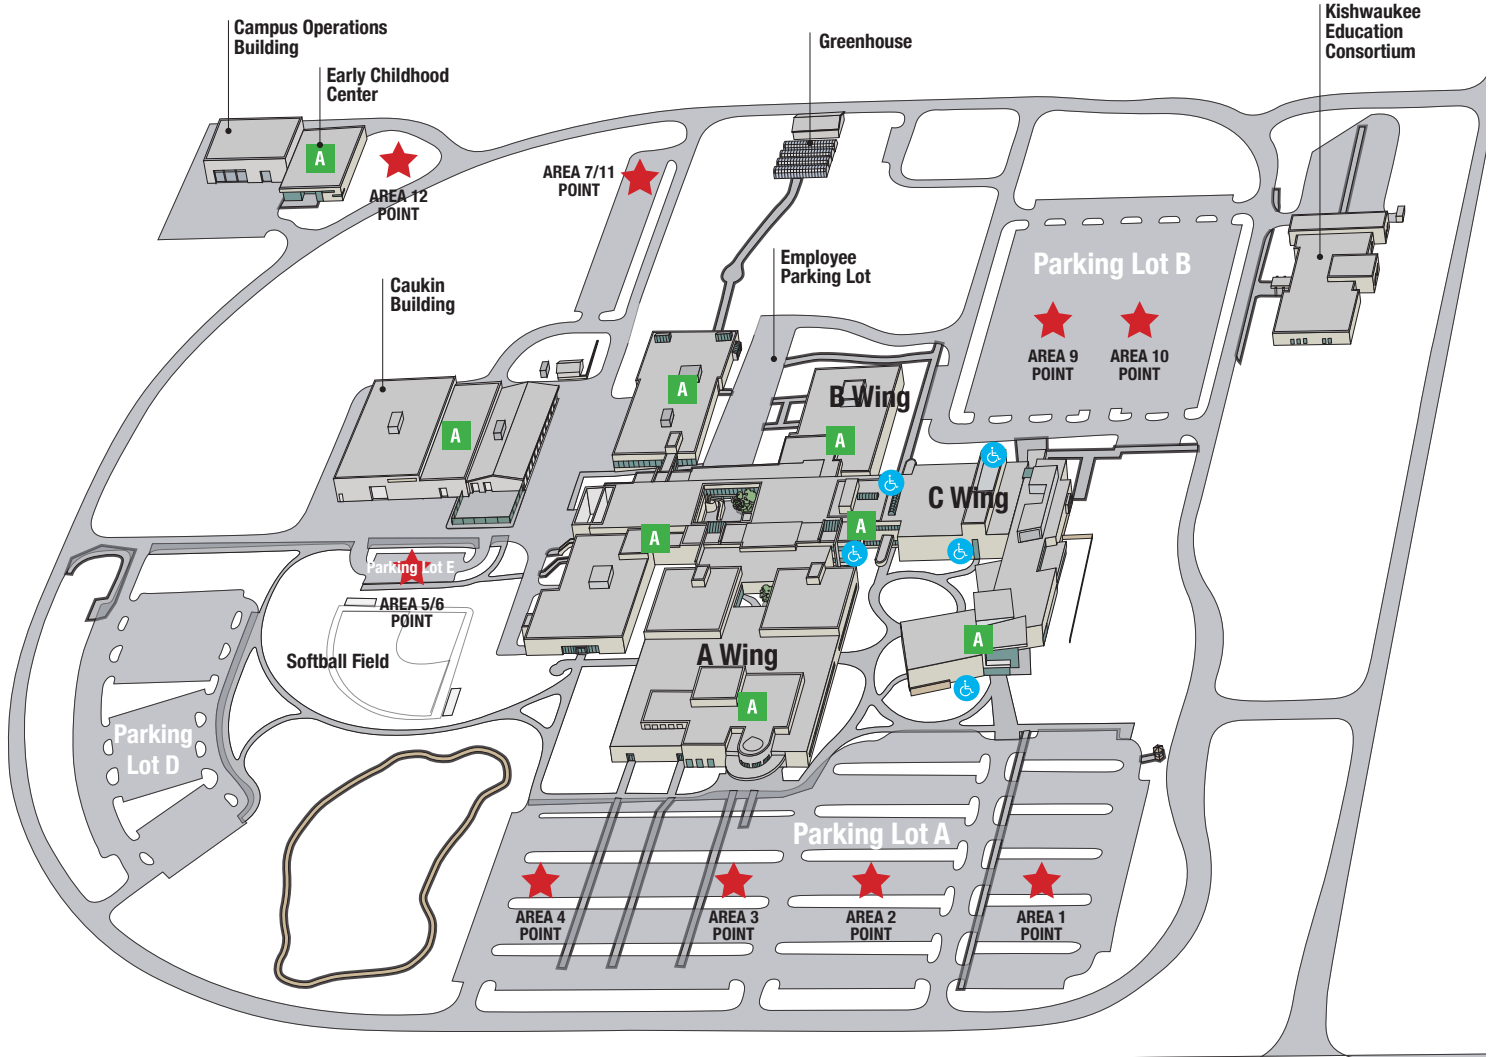 Campus Operations
Building
Early Childhood
Center
A
AREA 12
POINT
AREA 7/11
POINT
Greenhouse
Kishwaukee
Education
Consortium
Employee
Parking Lot
Parking Lot B
AREA 9
POINT
AREA 10
POINT
Caukin
Building
A
A
B Wing
A
C Wing
A
A
Parking Lot E
AREA 5/6
POINT
Softball Field
A Wing
A
A
Parking
Lot D
Parking Lot A
AREA 4
POINT
AREA 3
POINT
AREA 2
POINT
AREA 1
POINT